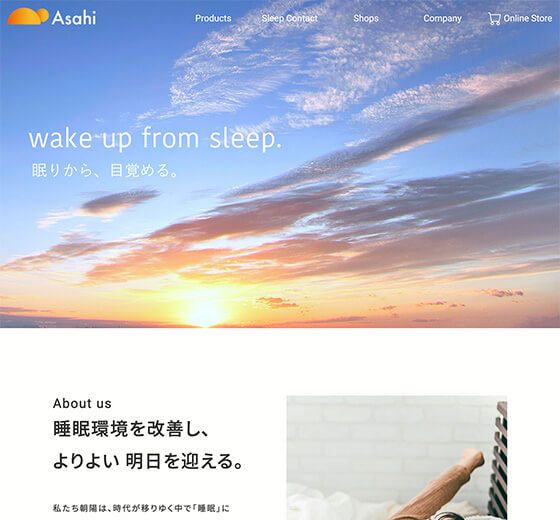 Asahi Products Sleep Contact Shops Company Online Store
wake up from sleep.
眠りから、目覚める。
About us
睡眠環境を改善し、
よりよい 明日を迎える。
私たち朝陽は、時代が移りゆく中で「睡眠」に